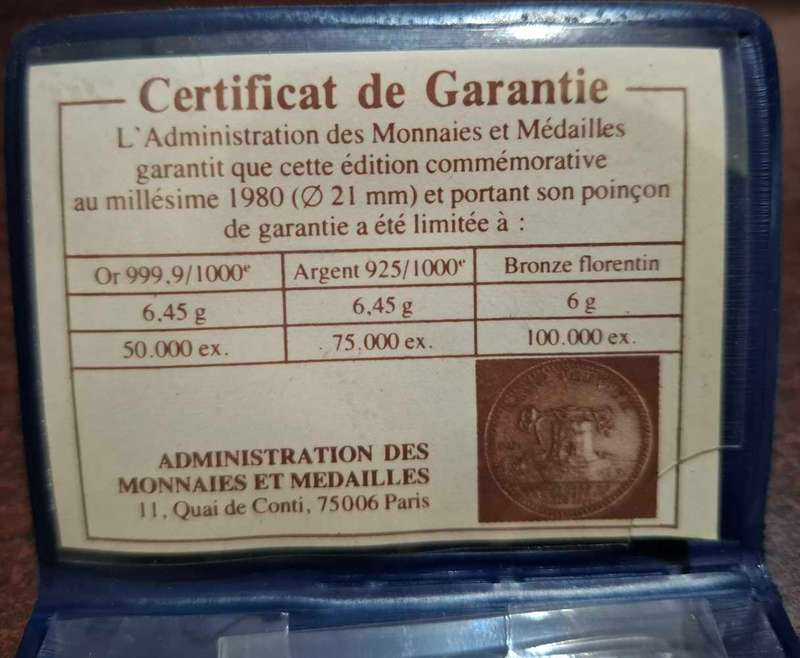 Certificat de Garantie
L'Administration des Monnaies et Médailles
garantit que cette édition commémorative
au millésime 1980 (Ø 21 mm) et portant son poinçon
de garantie a été limitée à :
Or 999,9/1000e Argent 925/1000e Bronze florentin
6,45 g 6,45 g 6 g
50.000 ex. 75.000 ex. 100.000 ex.
ADMINISTRATION DES
MONNAIES ET MEDAILLES
11, Quai de Conti, 75006 Paris